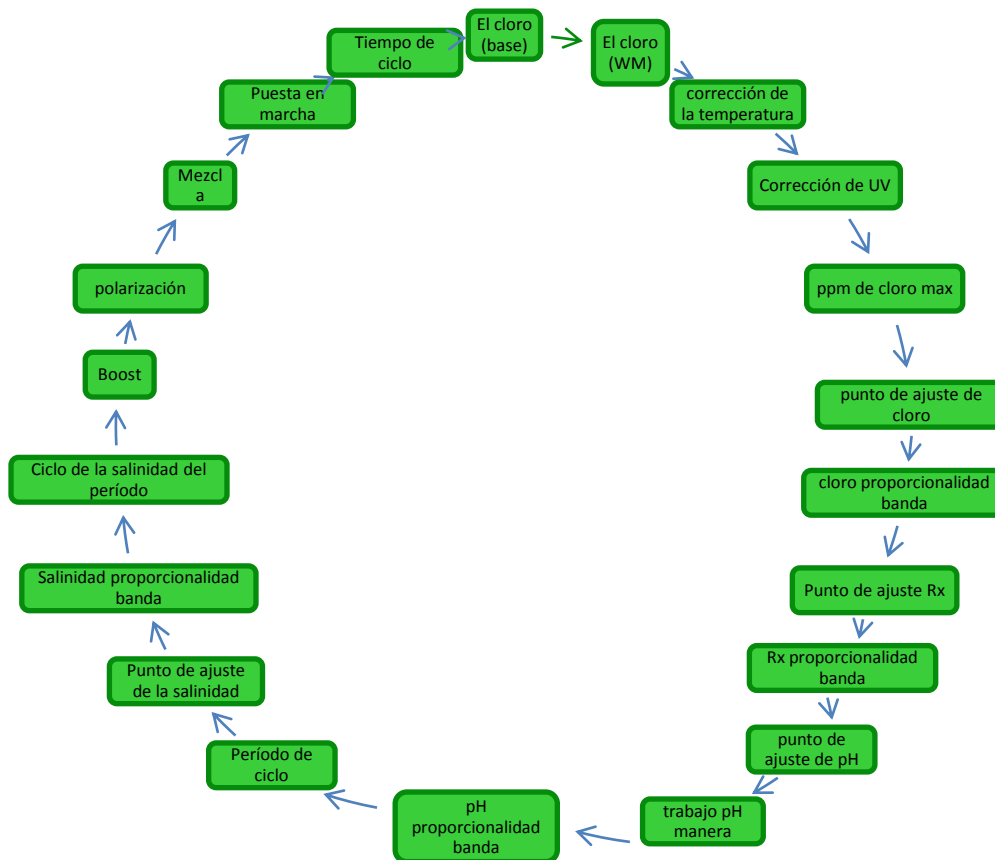 El cloro
(base)
El cloro
(WM)
corrección de
la temperatura
Corrección de UV
ppm de cloro max
punto de ajuste de
cloro
cloro proporcionalidad
banda
Punto de ajuste Rx
Rx proporcionalidad
banda
punto de
ajuste de pH
trabajo pH
manera
pH
proporcionalidad
banda
Período de
ciclo
Punto de ajuste
de la salinidad
Salinidad proporcionalidad
banda
Ciclo de la salinidad del
período
Boost
polarización
Mezcl
a
Puesta en
marcha
Tiempo de
ciclo